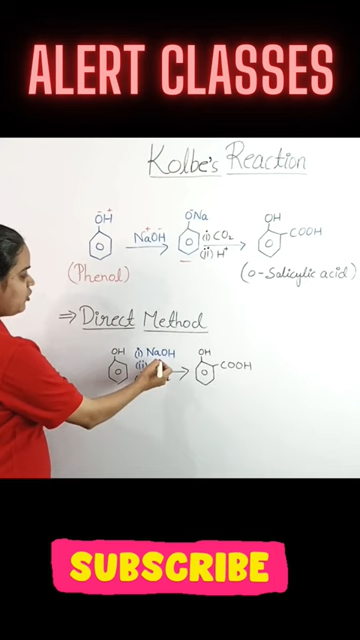 ALERT CLASSES
Kolbe's Reaction
OH NaOH ONa (i) CO₂ OH COOH
(ii) H⁺
(Phenol) (o-Salicylic acid)
⇒ Direct Method
OH (i) NaOH OH COOH
(ii)
SUBSCRIBE